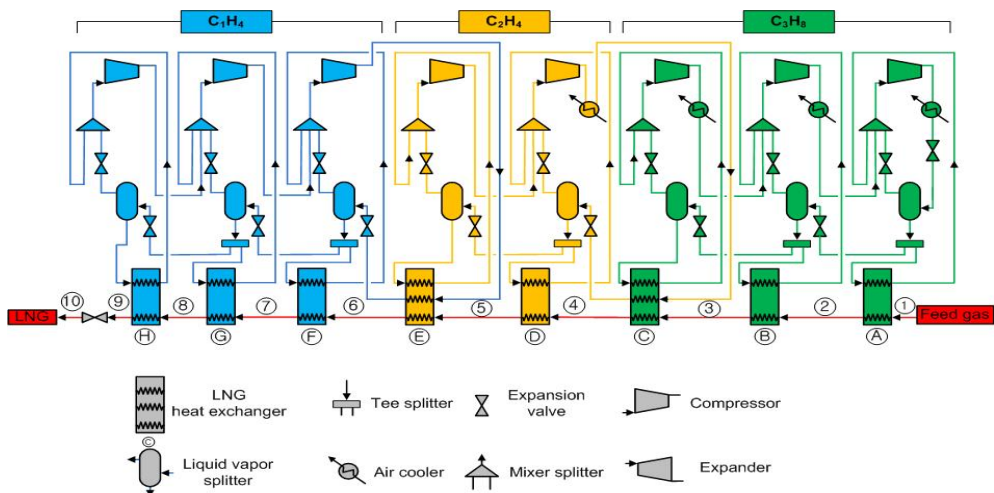 C₁H₄
C₂H₄
C₃H₈
⑩
⑨
⑧
⑦
⑥
⑤
④
③
②
①
LNG
Feed gas
Ⓗ
Ⓖ
Ⓕ
Ⓔ
Ⓓ
Ⓒ
Ⓑ
Ⓐ
LNG
heat exchanger
Tee splitter
Expansion
valve
Compressor
©
Liquid vapor
splitter
Air cooler
Mixer splitter
Expander